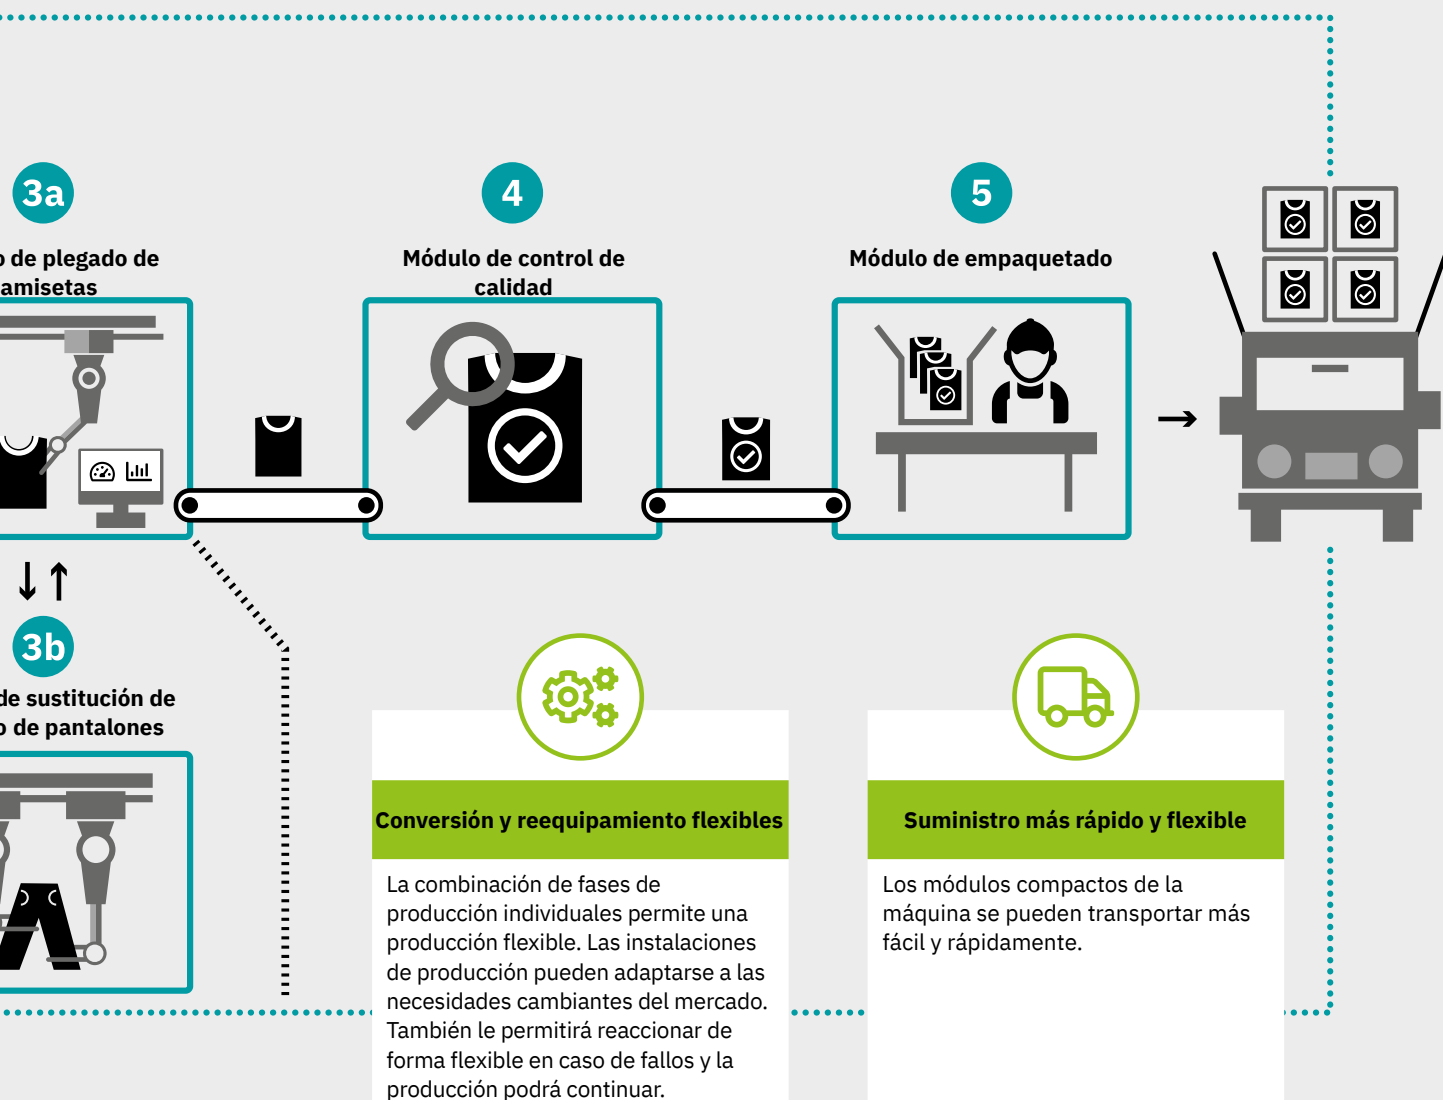 3a
de plegado de
amisetas
4
Módulo de control de
calidad
5
Módulo de empaquetado
3b
de sustitución de
de pantalones
Conversión y reequipamiento flexibles
La combinación de fases de
producción individuales permite una
producción flexible. Las instalaciones
de producción pueden adaptarse a las
necesidades cambiantes del mercado.
También le permitirá reaccionar de
forma flexible en caso de fallos y la
producción podrá continuar.
Suministro más rápido y flexible
Los módulos compactos de la
máquina se pueden transportar más
fácil y rápidamente.